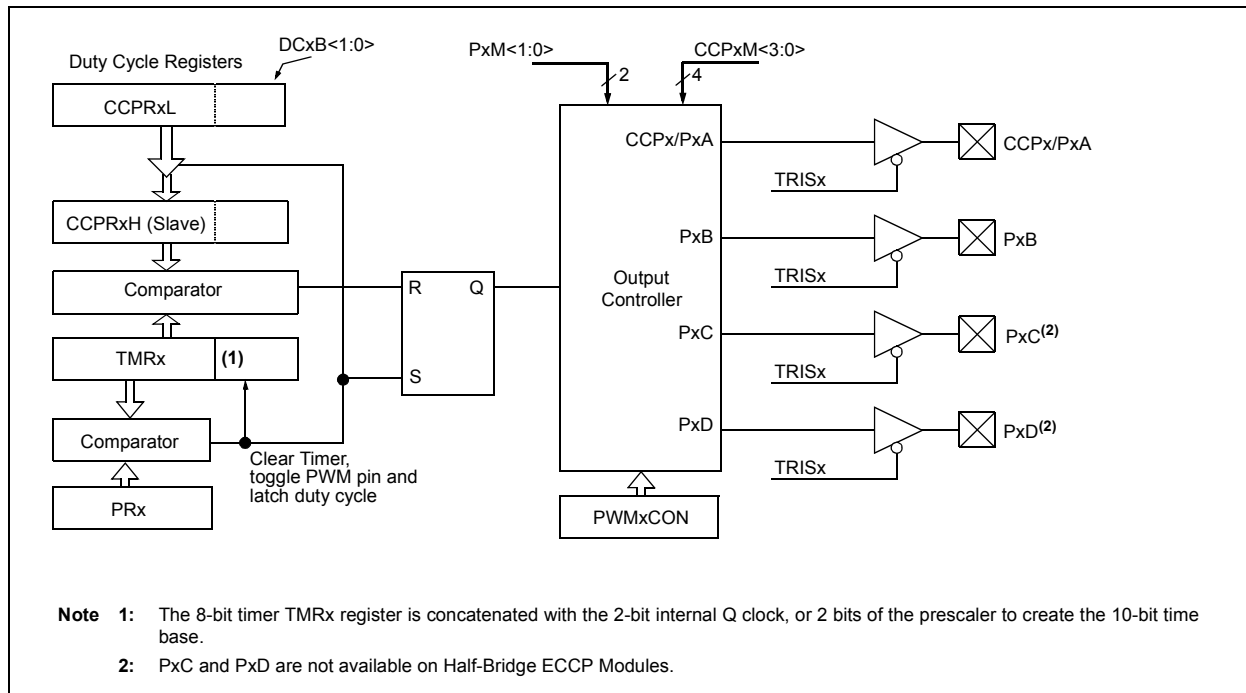 DCxB<1:0>
Duty Cycle Registers
CCPRxL
CCPRxH (Slave)
Comparator
TMRx
(1)
Comparator
PRx
Clear Timer,
toggle PWM pin and
latch duty cycle
R
Q
S
PxM<1:0>
2
CCPxM<3:0>
4
Output
Controller
CCPx/PxA
PxB
PxC
PxD
PWMxCON
TRISx
CCPx/PxA
TRISx
PxB
TRISx
PxC(2)
TRISx
PxD(2)
Note 1: The 8-bit timer TMRx register is concatenated with the 2-bit internal Q clock, or 2 bits of the prescaler to create the 10-bit time
base.
2: PxC and PxD are not available on Half-Bridge ECCP Modules.